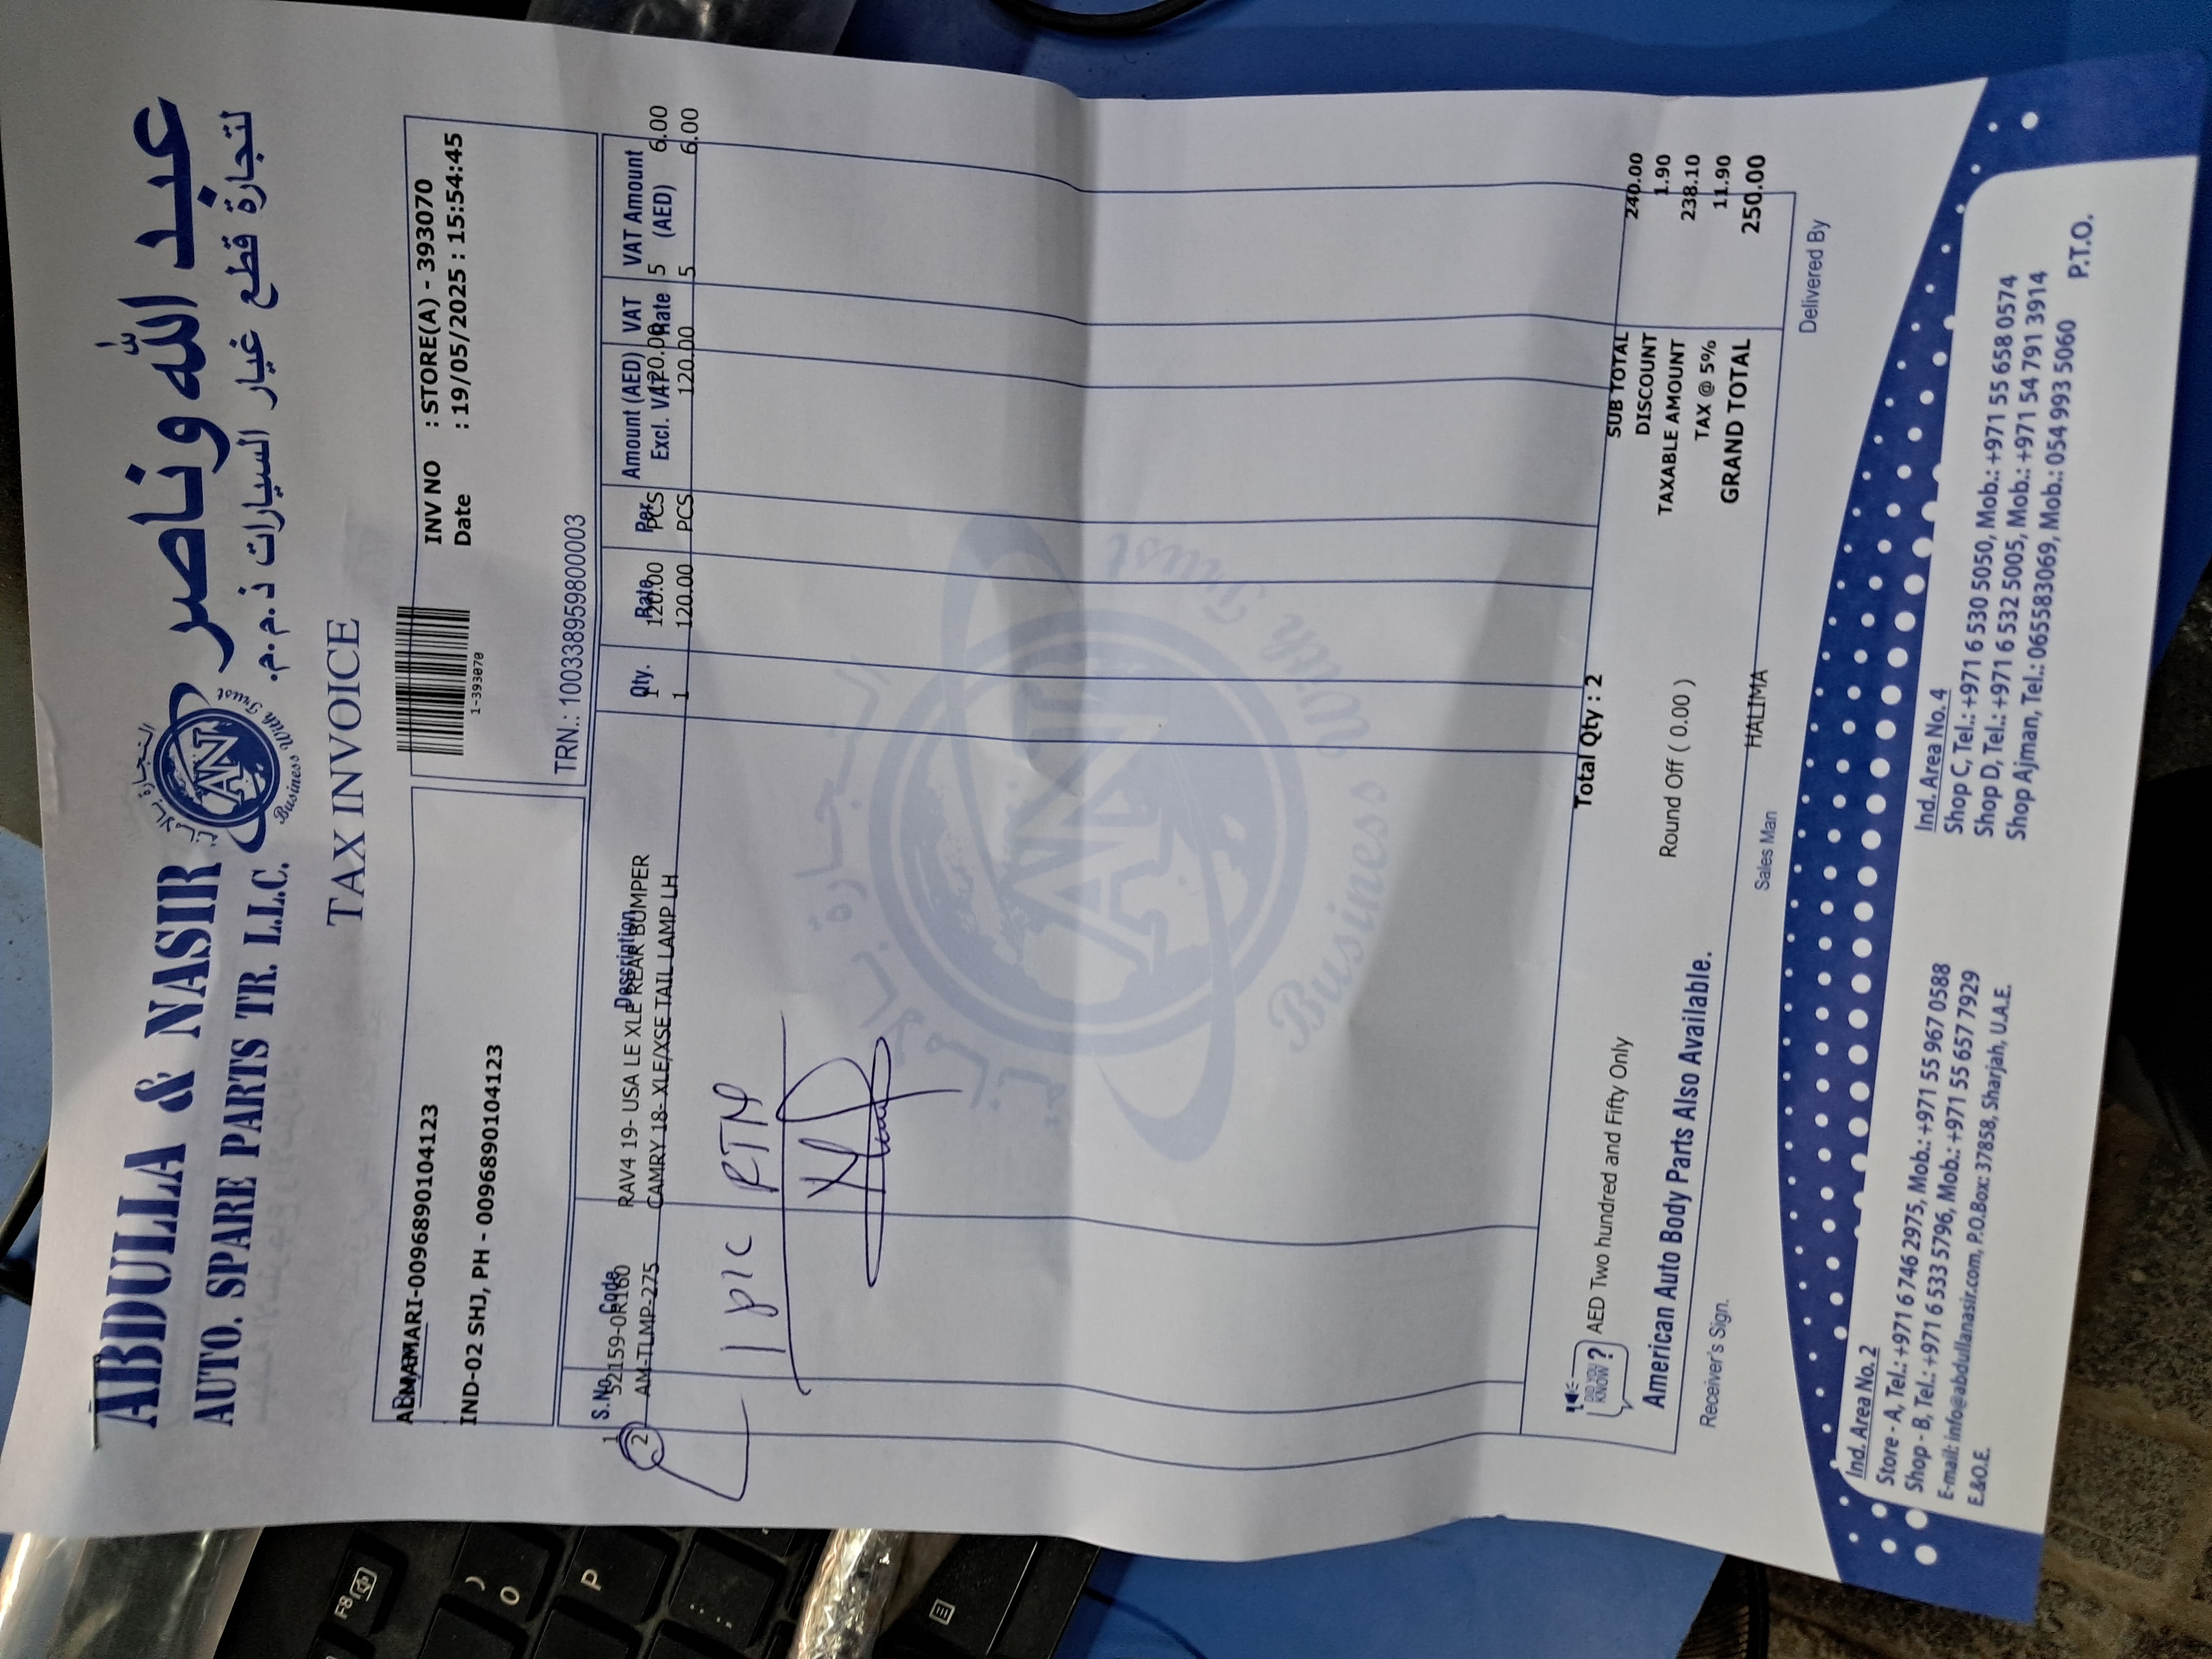 ABDULLA & NASIR
AUTO. SPARE PARTS TR. L.L.C.
عبد الله وناصر
لتجارة قطع غيار السيارات ذ.م.م.
AN
Business With Trust
TAX INVOICE
ALMAMARI-0096890104123
IND-02 SHJ, PH - 0096890104123
1-393070
INV NO : STORE(A) - 393070
Date : 19/05/2025 : 15:54:45
TRN.: 100338959800003
S.No. Code Description Qty. Rate Per Amount (AED) Excl. VAT VAT Rate VAT Amount (AED)
1 52159-0R160 RAV4 19- USA LE XLE REAR BUMPER 1 120.00 PCS 120.00 5 6.00
2 AM-TLMP-275 CAMRY 18- XLE/XSE TAIL LAMP LH 1 120.00 PCS 120.00 5 6.00
1 pic RTN
AN
Business With Trust
Total Qty : 2
SUB TOTAL 240.00
DISCOUNT 1.90
TAXABLE AMOUNT 238.10
TAX @ 5% 11.90
GRAND TOTAL 250.00
DID YOU KNOW? AED Two hundred and Fifty Only
Round Off ( 0.00 )
American Auto Body Parts Also Available.
HALIMA
Receiver's Sign. Sales Man Delivered By
Ind. Area No. 2
Store - A, Tel.: +971 6 746 2975, Mob.: +971 55 967 0588
Shop - B, Tel.: +971 6 533 5796, Mob.: +971 55 657 7929
E-mail: info@abdullanasir.com, P.O.Box: 37858, Sharjah, U.A.E.
E.&O.E.
Ind. Area No. 4
Shop C, Tel.: +971 6 530 5050, Mob.: +971 55 658 0574
Shop D, Tel.: +971 6 532 5005, Mob.: +971 54 791 3914
Shop Ajman, Tel.: 065583069, Mob.: 054 993 5060
P.T.O.
F8
)
O
P